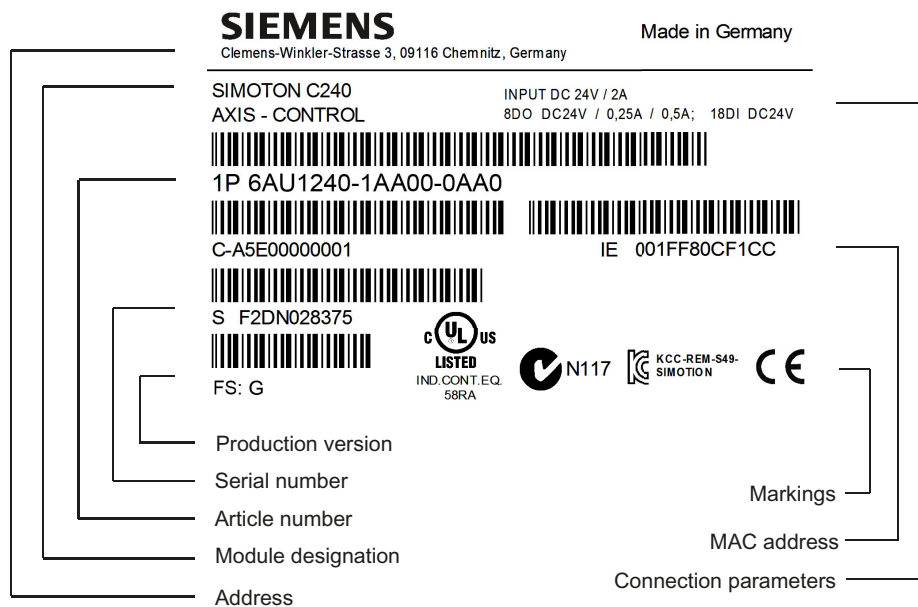 SIEMENS
Made in Germany
Clemens-Winkler-Strasse 3, 09116 Chemnitz, Germany
SIMOTON C240
INPUT DC 24V / 2A
AXIS - CONTROL
8DO DC24V / 0,25A / 0,5A; 18DI DC24V
1P 6AU1240-1AA00-0AA0
C-A5E00000001
IE 001FF80CF1CC
S F2DN028375
C UL US
LISTED
IND.CONT.EQ.
58RA
N117
KCC-REM-S49-
SIMOTION
CE
FS: G
Production version
Serial number
Article number
Module designation
Address
Markings
MAC address
Connection parameters